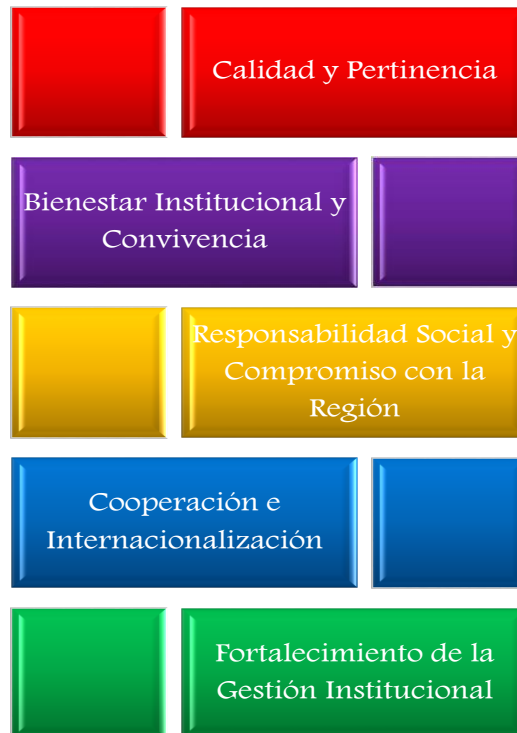 Calidad y Pertinencia
Bienestar Institucional y
Convivencia
Responsabilidad Social y
Compromiso con la
Región
Cooperación e
Internacionalización
Fortalecimiento de la
Gestión Institucional